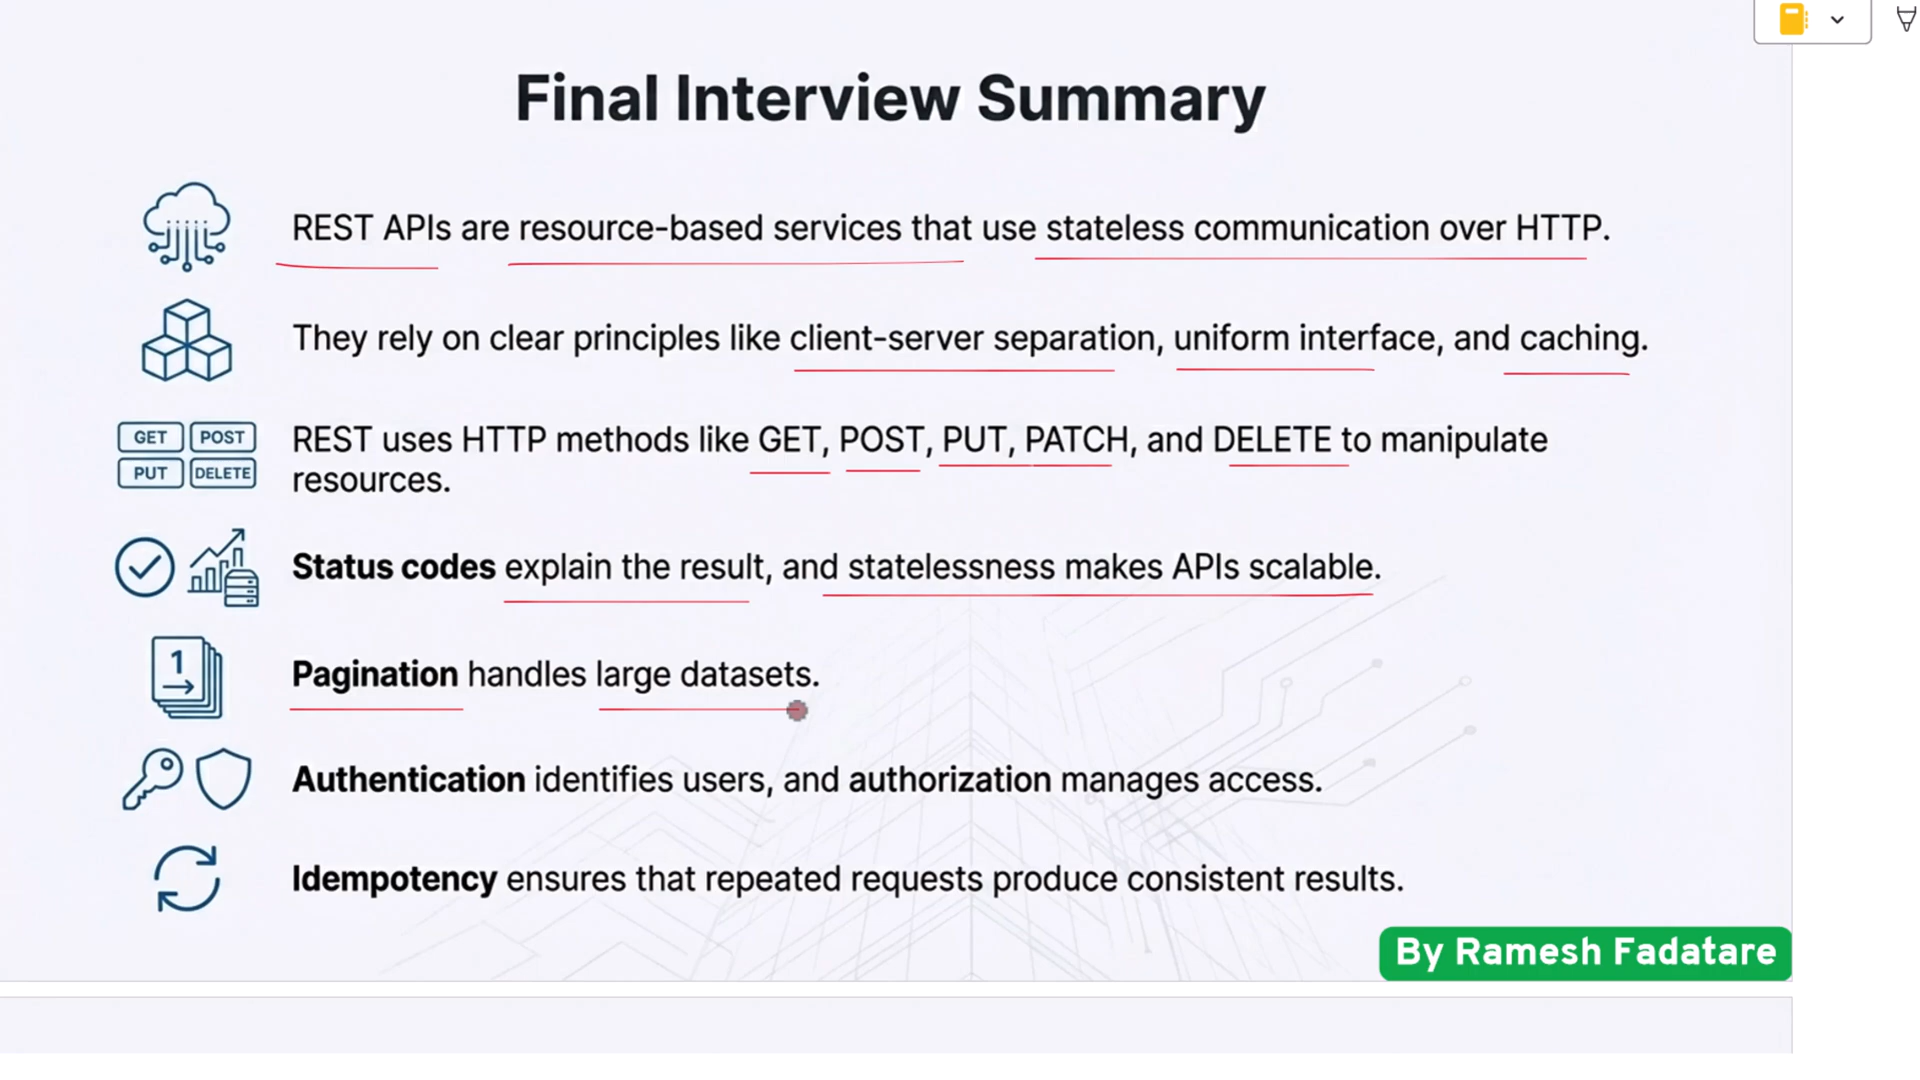 Final Interview Summary
REST APIs are resource-based services that use stateless communication over HTTP.
They rely on clear principles like client-server separation, uniform interface, and caching.
GET POST
PUT DELETE
REST uses HTTP methods like GET, POST, PUT, PATCH, and DELETE to manipulate
resources.
Status codes explain the result, and statelessness makes APIs scalable.
1
Pagination handles large datasets.
Authentication identifies users, and authorization manages access.
Idempotency ensures that repeated requests produce consistent results.
By Ramesh Fadatare